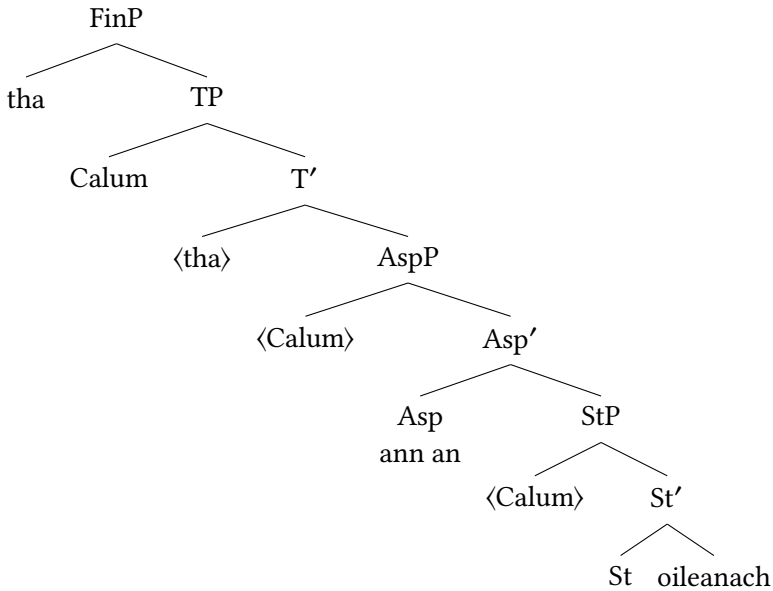 FinP
tha TP
Calum T′
⟨tha⟩ AspP
⟨Calum⟩ Asp′
Asp StP
ann an
⟨Calum⟩ St′
St oileanach